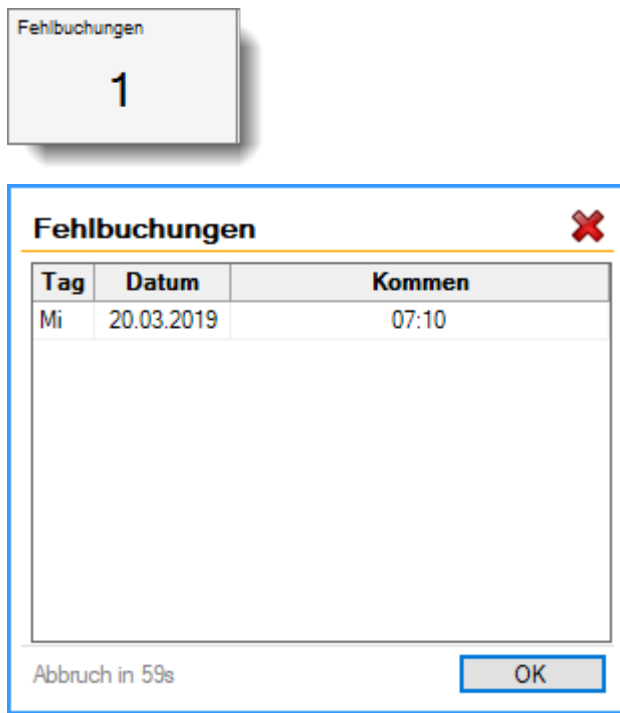 Fehlbuchungen
1
Fehlbuchungen
Tag Datum Kommen
Mi 20.03.2019 07:10
Abbruch in 59s OK